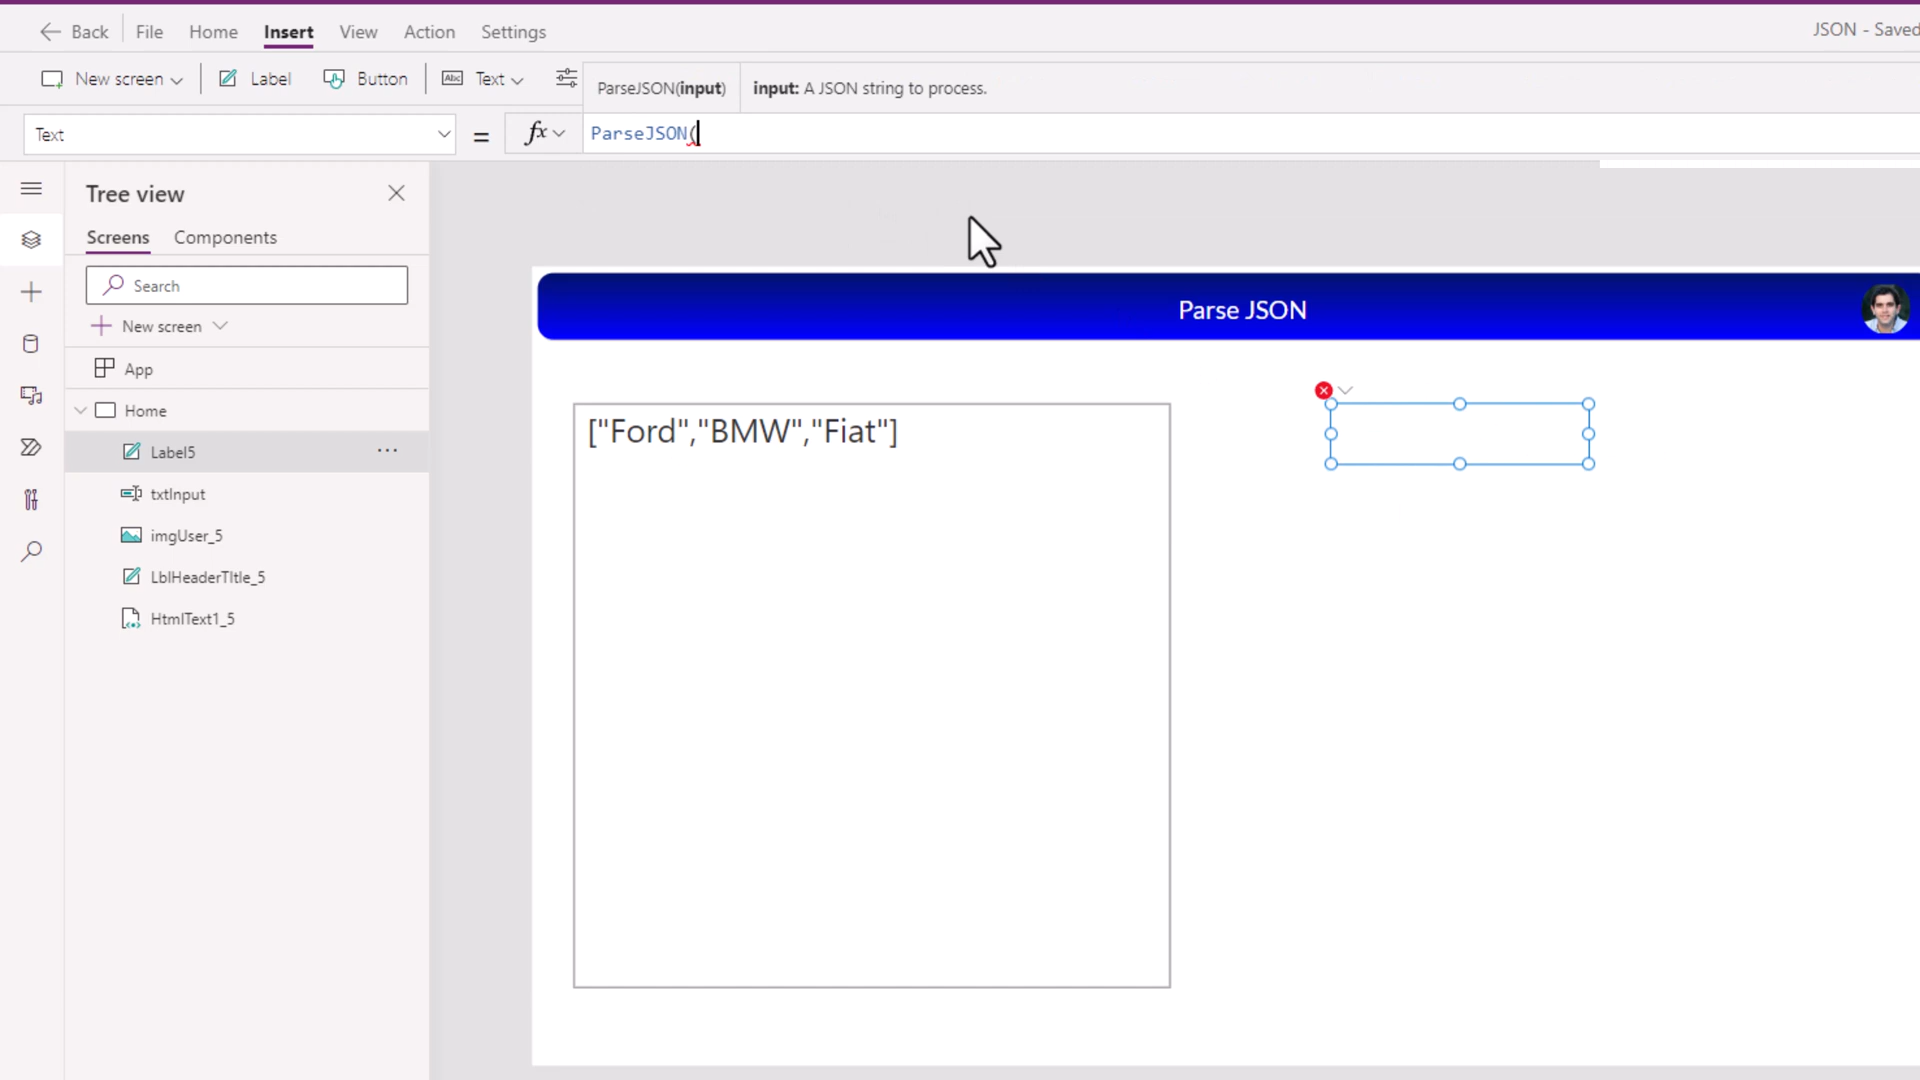 Back File Home Insert View Action Settings
JSON - Saved
New screen Label Button Abc Text
ParseJSON(input) input: A JSON string to process.
Text = fx ParseJSON(
Tree view
Screens Components
Search
New screen
App
Home
Label5 ...
txtInput
imgUser_5
LblHeaderTItle_5
HtmlText1_5
Parse JSON
["Ford","BMW","Fiat"]